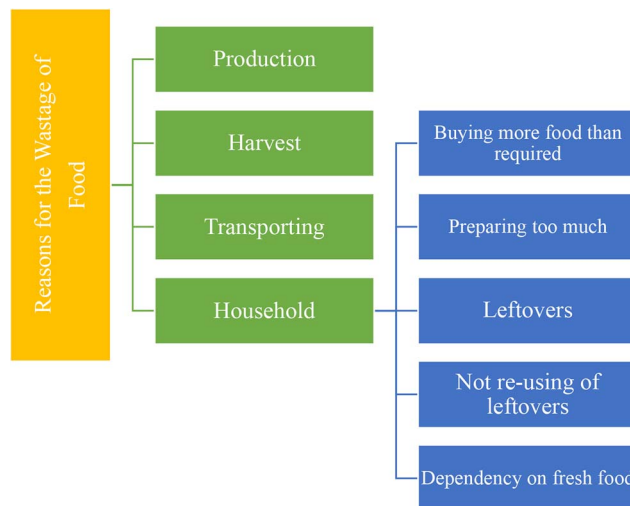 Reasons for the Wastage of
Food
Production
Harvest
Transporting
Household
Buying more food than
required
Preparing too much
Leftovers
Not re-using of
leftovers
Dependency on fresh food